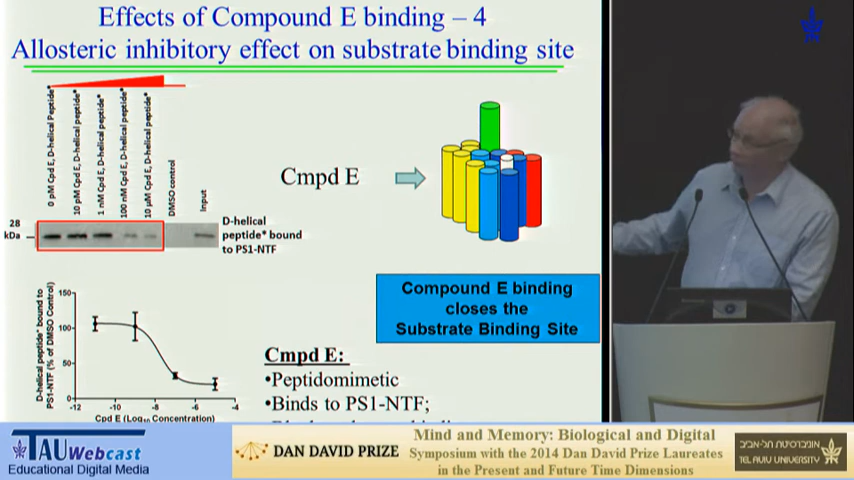 Effects of Compound E binding – 4
Allosteric inhibitory effect on substrate binding site
0 pM Cpd E, D-helical Peptide*
10 pM Cpd E, D-helical peptide*
1 nM Cpd E, D-helical peptide*
100 nM Cpd E, D-helical peptide*
10 µM Cpd E, D-helical peptide*
DMSO control
Input
28
kDa
D-helical
peptide* bound
to PS1-NTF
Cmpd E
Compound E binding
closes the
Substrate Binding Site
D-helical peptide* bound to
PS1-NTF (% of DMSO Control)
150
100
50
0
-12
-10
-8
-6
-4
Cpd E (Log₁₀ Concentration)
Cmpd E:
•Peptidomimetic
•Binds to PS1-NTF;
TAU Webcast
Educational Digital Media
DAN DAVID PRIZE
Mind and Memory: Biological and Digital
Symposium with the 2014 Dan David Prize Laureates
in the Present and Future Time Dimensions
אוניברסיטת תל-אביב
TEL AVIV UNIVERSITY